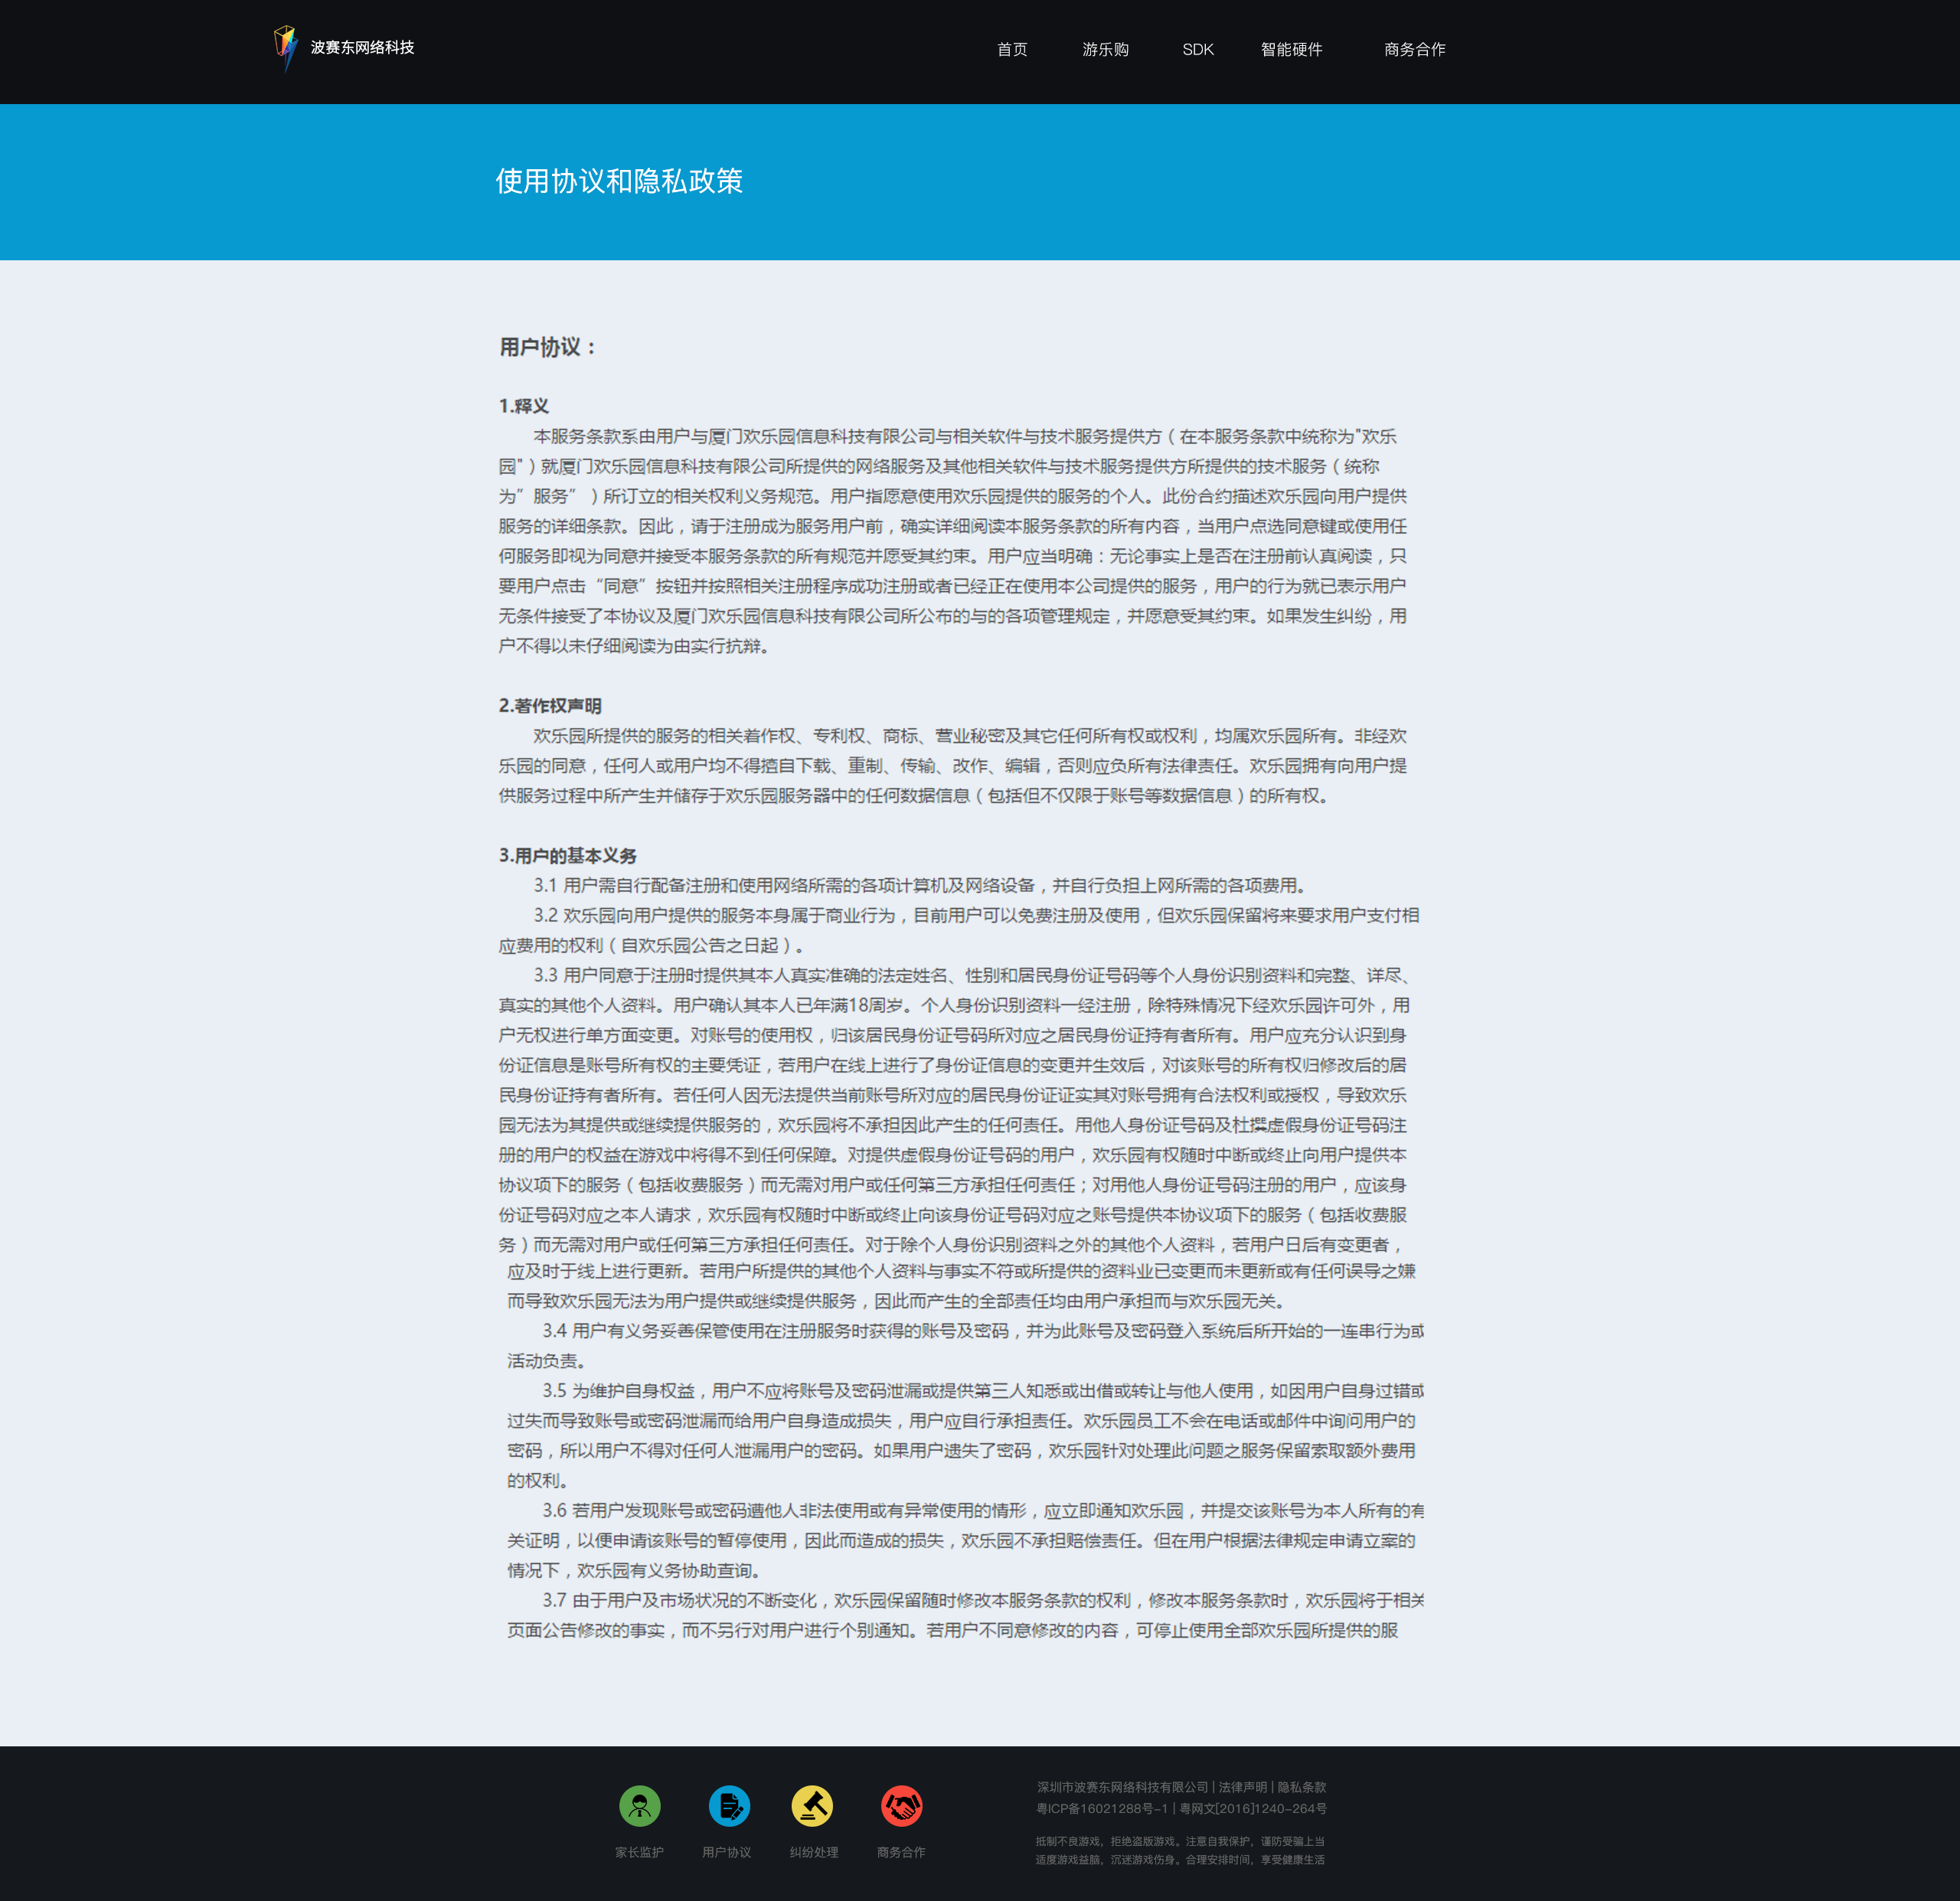 波赛东网络科技
首页 游乐购 SDK 智能硬件 商务合作
使用协议和隐私政策
用户协议：
1.释义
本服务条款系由用户与厦门欢乐园信息科技有限公司与相关软件与技术服务提供方（在本服务条款中统称为"欢乐
园"）就厦门欢乐园信息科技有限公司所提供的网络服务及其他相关软件与技术服务提供方所提供的技术服务（统称
为”服务” ）所订立的相关权利义务规范。用户指愿意使用欢乐园提供的服务的个人。此份合约描述欢乐园向用户提供
服务的详细条款。因此，请于注册成为服务用户前，确实详细阅读本服务条款的所有内容，当用户点选同意键或使用任
何服务即视为同意并接受本服务条款的所有规范并愿受其约束。用户应当明确：无论事实上是否在注册前认真阅读，只
要用户点击“同意”按钮并按照相关注册程序成功注册或者已经正在使用本公司提供的服务，用户的行为就已表示用户
无条件接受了本协议及厦门欢乐园信息科技有限公司所公布的与的各项管理规定，并愿意受其约束。如果发生纠纷，用
户不得以未仔细阅读为由实行抗辩。
2.著作权声明
欢乐园所提供的服务的相关着作权、专利权、商标、营业秘密及其它任何所有权或权利，均属欢乐园所有。非经欢
乐园的同意，任何人或用户均不得擅自下载、重制、传输、改作、编辑，否则应负所有法律责任。欢乐园拥有向用户提
供服务过程中所产生并储存于欢乐园服务器中的任何数据信息（包括但不仅限于账号等数据信息）的所有权。
3.用户的基本义务
3.1 用户需自行配备注册和使用网络所需的各项计算机及网络设备，并自行负担上网所需的各项费用。
3.2 欢乐园向用户提供的服务本身属于商业行为，目前用户可以免费注册及使用，但欢乐园保留将来要求用户支付相
应费用的权利（自欢乐园公告之日起）。
3.3 用户同意于注册时提供其本人真实准确的法定姓名、性别和居民身份证号码等个人身份识别资料和完整、详尽、
真实的其他个人资料。用户确认其本人已年满18周岁。个人身份识别资料一经注册，除特殊情况下经欢乐园许可外，用
户无权进行单方面变更。对账号的使用权，归该居民身份证号码所对应之居民身份证持有者所有。用户应充分认识到身
份证信息是账号所有权的主要凭证，若用户在线上进行了身份证信息的变更并生效后，对该账号的所有权归修改后的居
民身份证持有者所有。若任何人因无法提供当前账号所对应的居民身份证证实其对账号拥有合法权利或授权，导致欢乐
园无法为其提供或继续提供服务的，欢乐园将不承担因此产生的任何责任。用他人身份证号码及杜撰虚假身份证号码注
册的用户的权益在游戏中将得不到任何保障。对提供虚假身份证号码的用户，欢乐园有权随时中断或终止向用户提供本
协议项下的服务（包括收费服务）而无需对用户或任何第三方承担任何责任；对用他人身份证号码注册的用户，应该身
份证号码对应之本人请求，欢乐园有权随时中断或终止向该身份证号码对应之账号提供本协议项下的服务（包括收费服
务）而无需对用户或任何第三方承担任何责任。对于除个人身份识别资料之外的其他个人资料，若用户日后有变更者，
应及时于线上进行更新。若用户所提供的其他个人资料与事实不符或所提供的资料业已变更而未更新或有任何误导之嫌
而导致欢乐园无法为用户提供或继续提供服务，因此而产生的全部责任均由用户承担而与欢乐园无关。
3.4 用户有义务妥善保管使用在注册服务时获得的账号及密码，并为此账号及密码登入系统后所开始的一连串行为或
活动负责。
3.5 为维护自身权益，用户不应将账号及密码泄漏或提供第三人知悉或出借或转让与他人使用，如因用户自身过错或
过失而导致账号或密码泄漏而给用户自身造成损失，用户应自行承担责任。欢乐园员工不会在电话或邮件中询问用户的
密码，所以用户不得对任何人泄漏用户的密码。如果用户遗失了密码，欢乐园针对处理此问题之服务保留索取额外费用
的权利。
3.6 若用户发现账号或密码遭他人非法使用或有异常使用的情形，应立即通知欢乐园，并提交该账号为本人所有的有
关证明，以便申请该账号的暂停使用，因此而造成的损失，欢乐园不承担赔偿责任。但在用户根据法律规定申请立案的
情况下，欢乐园有义务协助查询。
3.7 由于用户及市场状况的不断变化，欢乐园保留随时修改本服务条款的权利，修改本服务条款时，欢乐园将于相关
页面公告修改的事实，而不另行对用户进行个别通知。若用户不同意修改的内容，可停止使用全部欢乐园所提供的服
家长监护 用户协议 纠纷处理 商务合作
深圳市波赛东网络科技有限公司 | 法律声明 | 隐私条款
粤ICP备16021288号-1 | 粤网文[2016]1240-264号
抵制不良游戏，拒绝盗版游戏。注意自我保护，谨防受骗上当
适度游戏益脑，沉迷游戏伤身。合理安排时间，享受健康生活